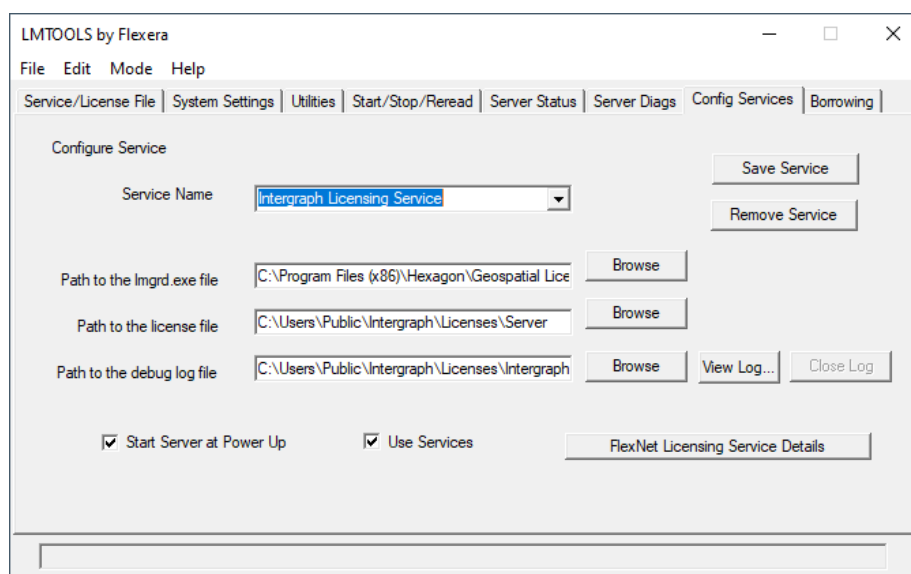 LMTOOLS by Flexera
File Edit Mode Help
Service/License File System Settings Utilities Start/Stop/Reread Server Status Server Diags Config Services Borrowing
Configure Service
Save Service
Service Name Intergraph Licensing Service
Remove Service
Path to the lmgrd.exe file C:\Program Files (x86)\Hexagon\Geospatial Lice Browse
Path to the license file C:\Users\Public\Intergraph\Licenses\Server Browse
Path to the debug log file C:\Users\Public\Intergraph\Licenses\Intergraph Browse View Log... Close Log
Start Server at Power Up Use Services FlexNet Licensing Service Details